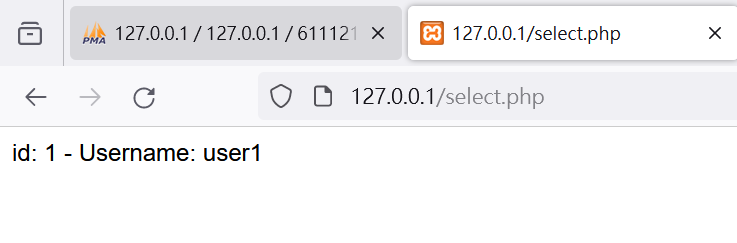 PMA 127.0.0.1 / 127.0.0.1 / 611121
127.0.0.1/select.php
127.0.0.1/select.php
id: 1 - Username: user1